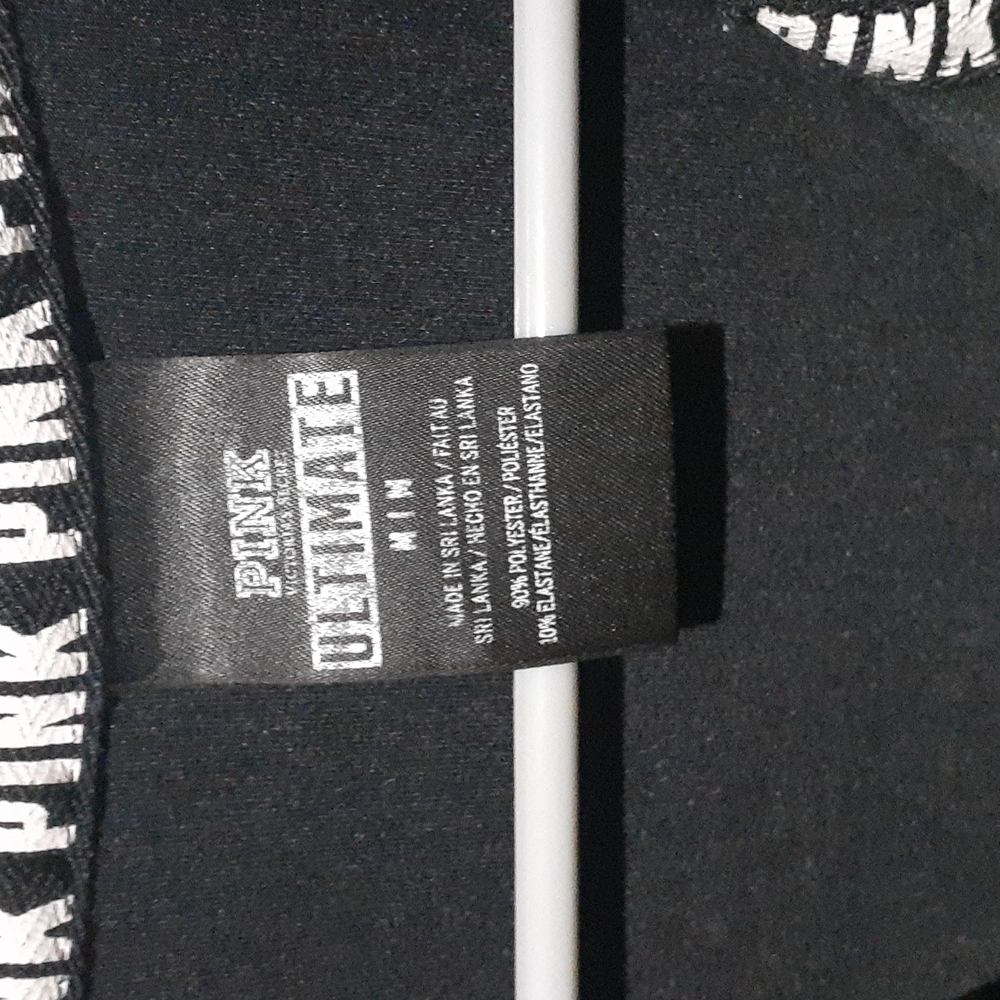 PINK
VICTORIA'S SECRET
ULTIMATE
M I M
MADE IN SRI LANKA / FAIT AU
SRI LANKA / HECHO EN SRI LANKA
90% POLYESTER / POLIÉSTER
10% ELASTANE/ÉLASTHANNE/ELASTANO
PINK PINK PINK
PINK